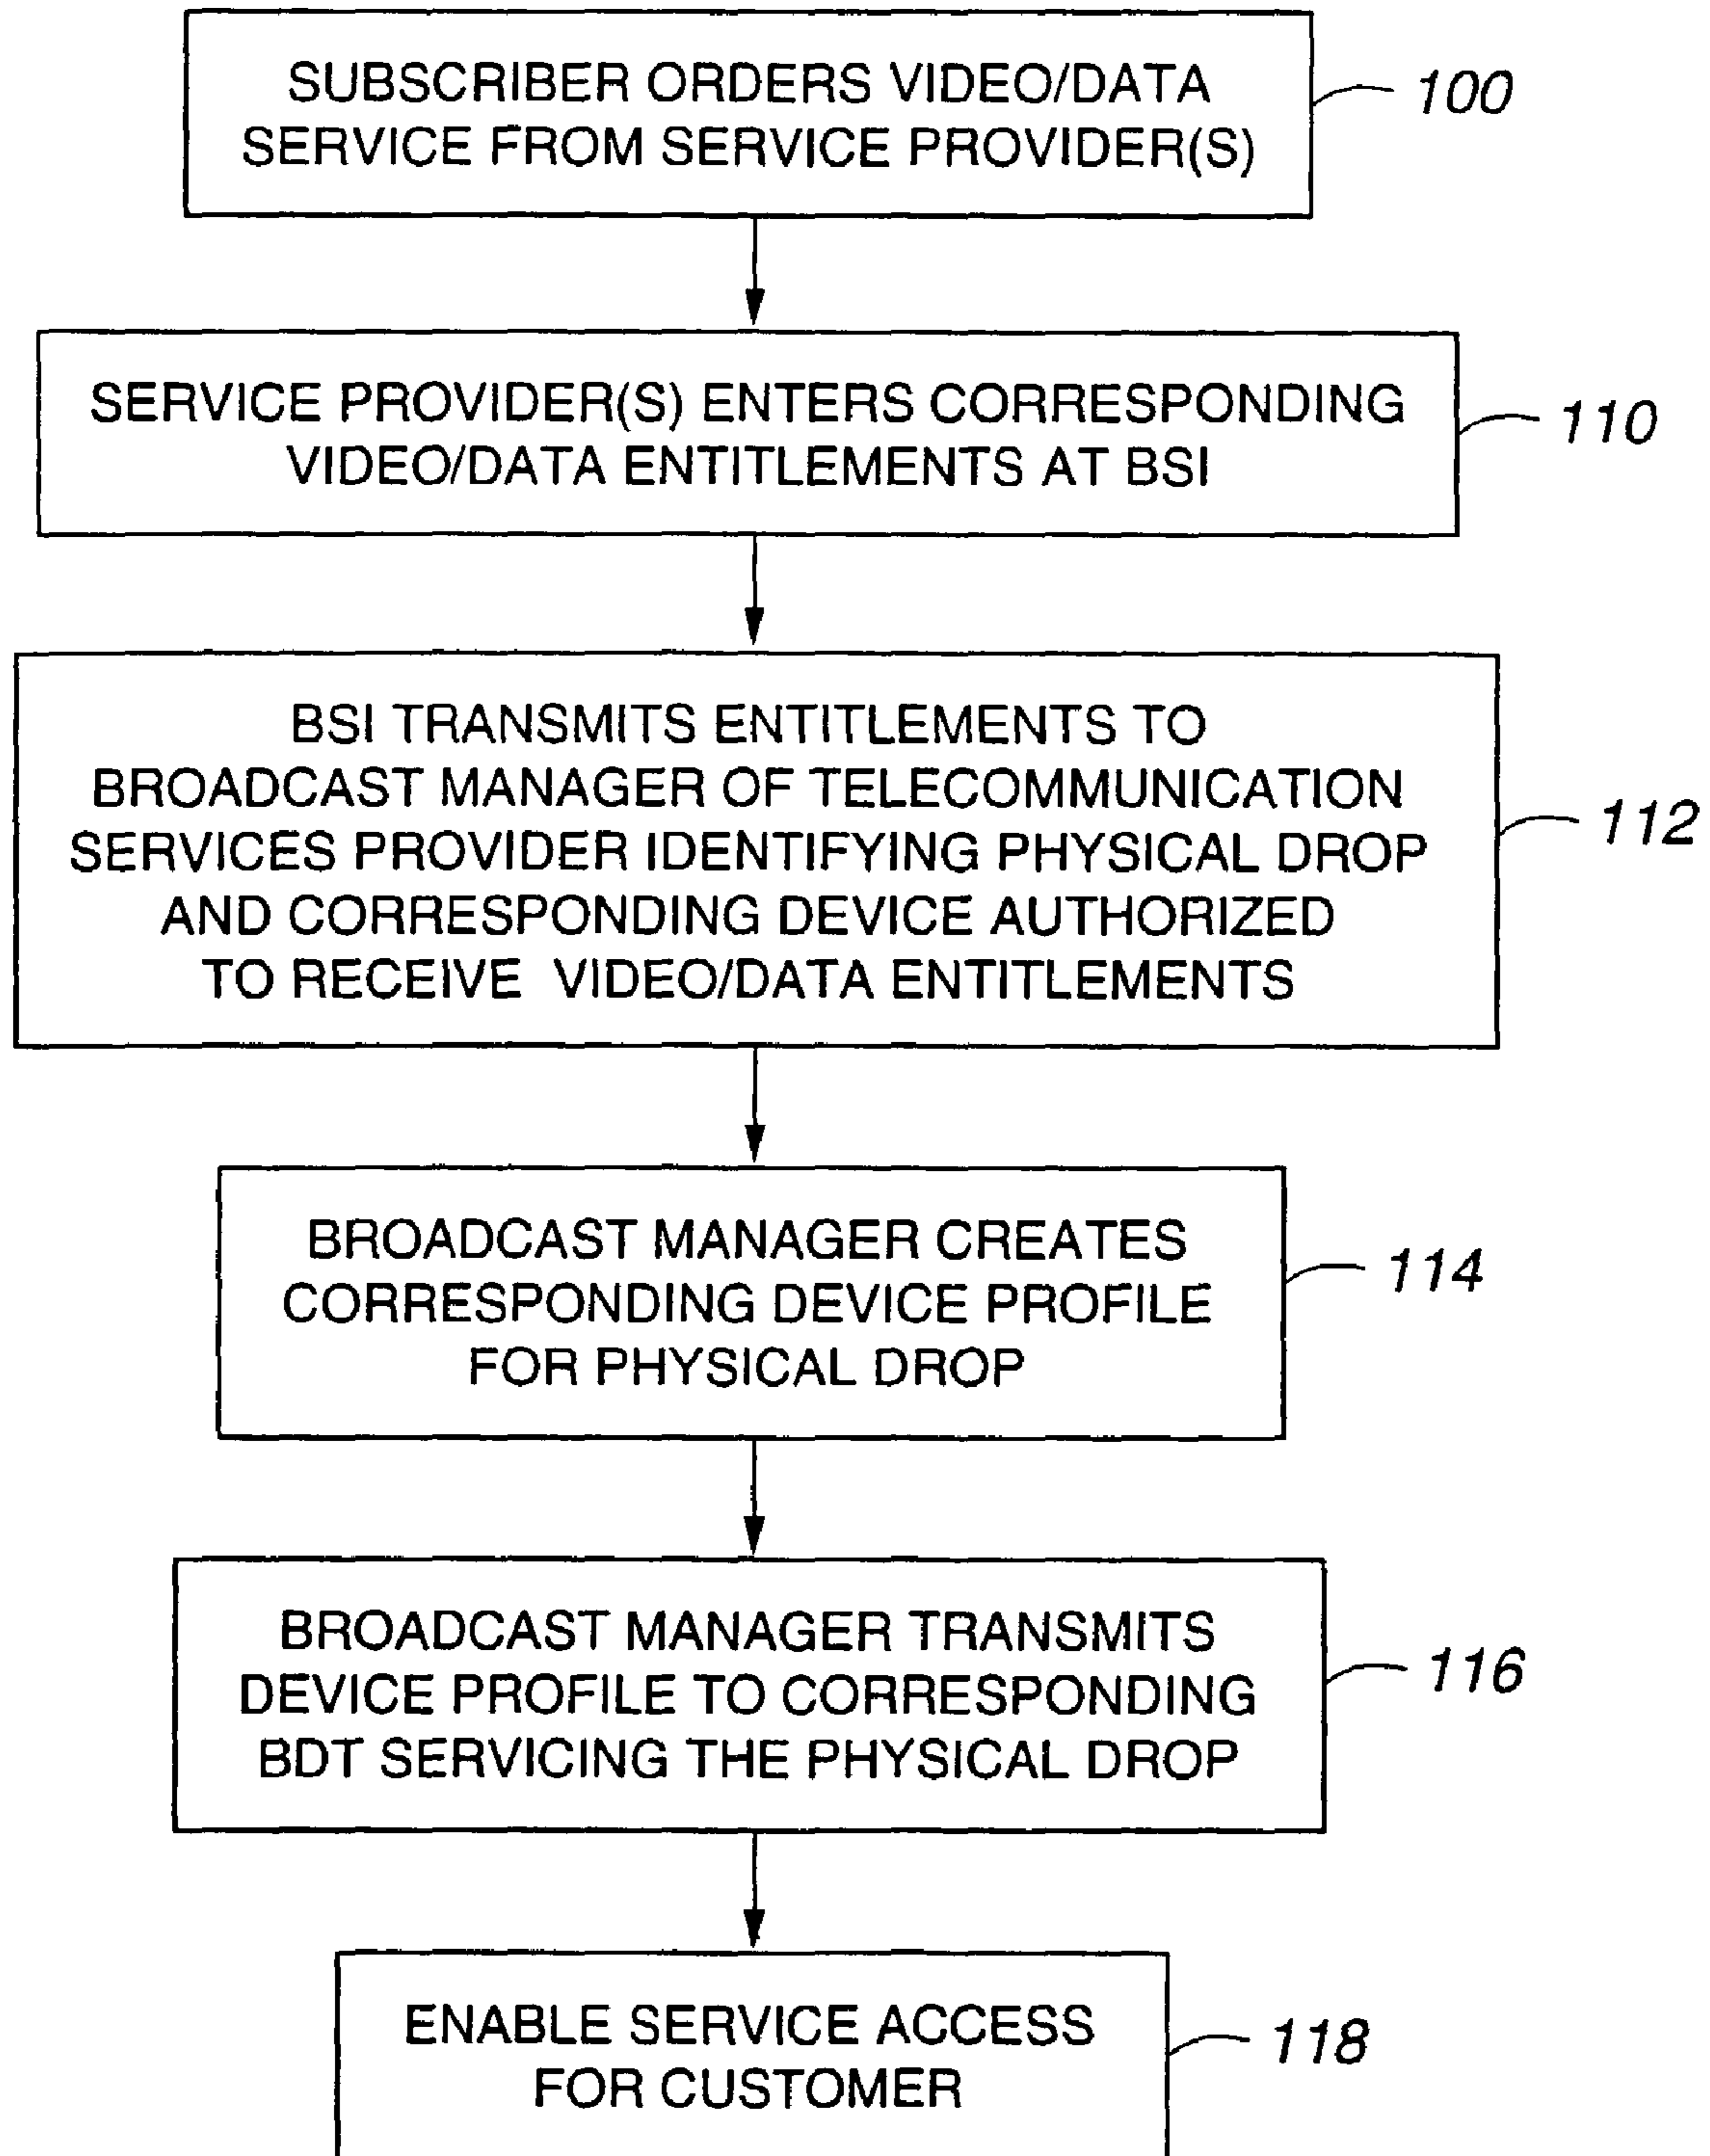 SUBSCRIBER ORDERS VIDEO/DATA
SERVICE FROM SERVICE PROVIDER(S)
100
SERVICE PROVIDER(S) ENTERS CORRESPONDING
VIDEO/DATA ENTITLEMENTS AT BSI
110
BSI TRANSMITS ENTITLEMENTS TO
BROADCAST MANAGER OF TELECOMMUNICATION
SERVICES PROVIDER IDENTIFYING PHYSICAL DROP
AND CORRESPONDING DEVICE AUTHORIZED
TO RECEIVE VIDEO/DATA ENTITLEMENTS
112
BROADCAST MANAGER CREATES
CORRESPONDING DEVICE PROFILE
FOR PHYSICAL DROP
114
BROADCAST MANAGER TRANSMITS
DEVICE PROFILE TO CORRESPONDING
BDT SERVICING THE PHYSICAL DROP
116
ENABLE SERVICE ACCESS
FOR CUSTOMER
118